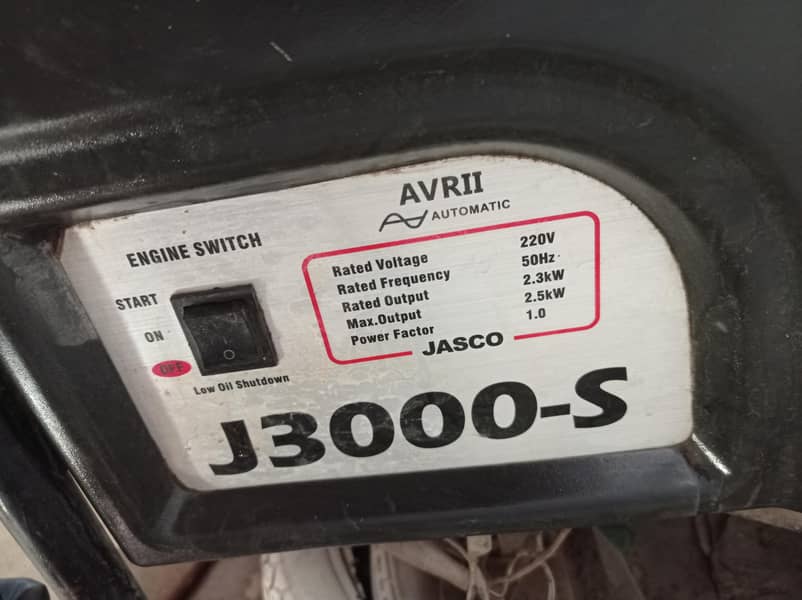 AVRII
AUTOMATIC
ENGINE SWITCH
START
ON
OFF
Low Oil Shutdown
Rated Voltage 220V
Rated Frequency 50Hz
Rated Output 2.3kW
Max.Output 2.5kW
Power Factor 1.0
JASCO
J3000-S